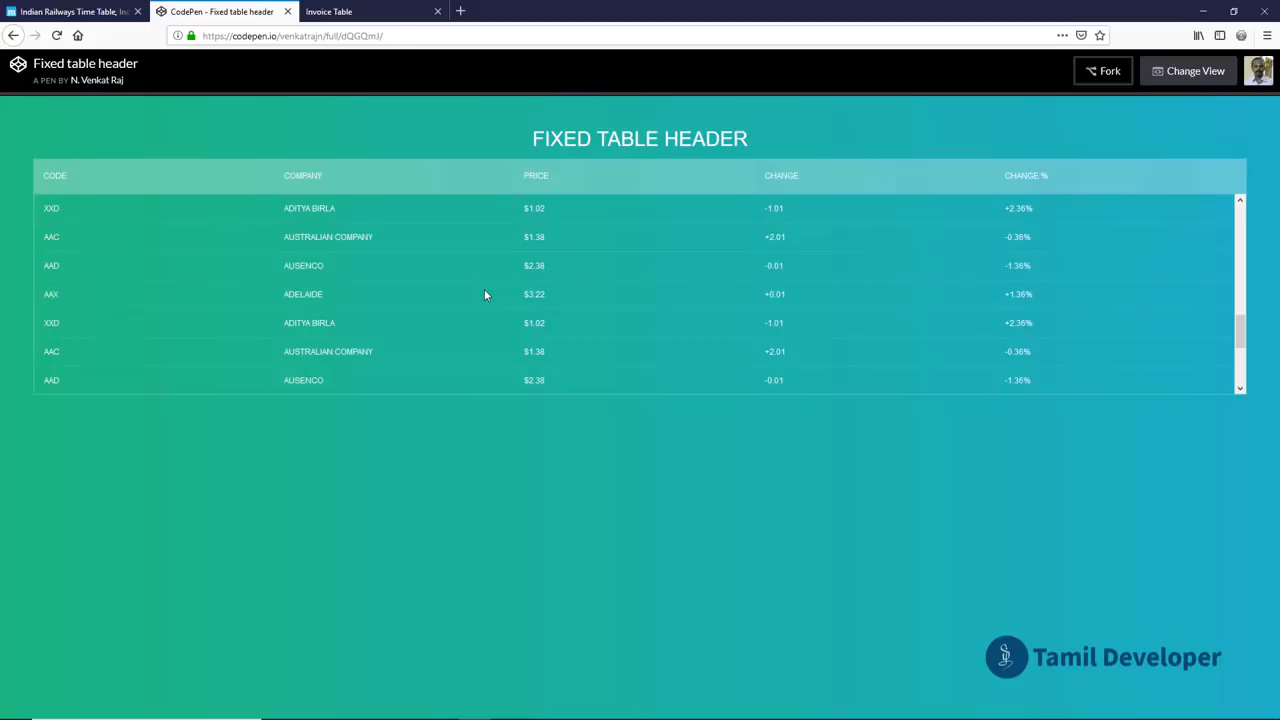 Indian Railways Time Table, In
CodePen - Fixed table header
Invoice Table
https://codepen.io/venkatrajn/full/dQGQmJ/
Fixed table header
A PEN BY N. Venkat Raj
Fork
Change View
FIXED TABLE HEADER
CODE COMPANY PRICE CHANGE CHANGE %
XXD ADITYA BIRLA $1.02 -1.01 +2.36%
AAC AUSTRALIAN COMPANY $1.38 +2.01 -0.36%
AAD AUSENCO $2.38 -0.01 -1.36%
AAX ADELAIDE $3.22 +0.01 +1.36%
XXD ADITYA BIRLA $1.02 -1.01 +2.36%
AAC AUSTRALIAN COMPANY $1.38 +2.01 -0.36%
AAD AUSENCO $2.38 -0.01 -1.36%
Tamil Developer